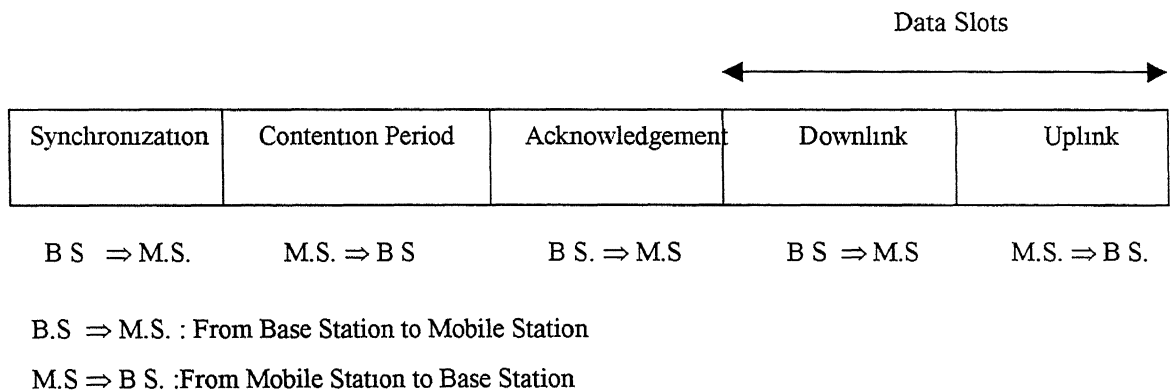 Data Slots
Synchronization Contention Period Acknowledgement Downlink Uplink
B S ⇒ M.S. M.S. ⇒ B S B S. ⇒ M.S B S ⇒ M.S M.S. ⇒ B S.
B.S ⇒ M.S. : From Base Station to Mobile Station
M.S ⇒ B S. :From Mobile Station to Base Station